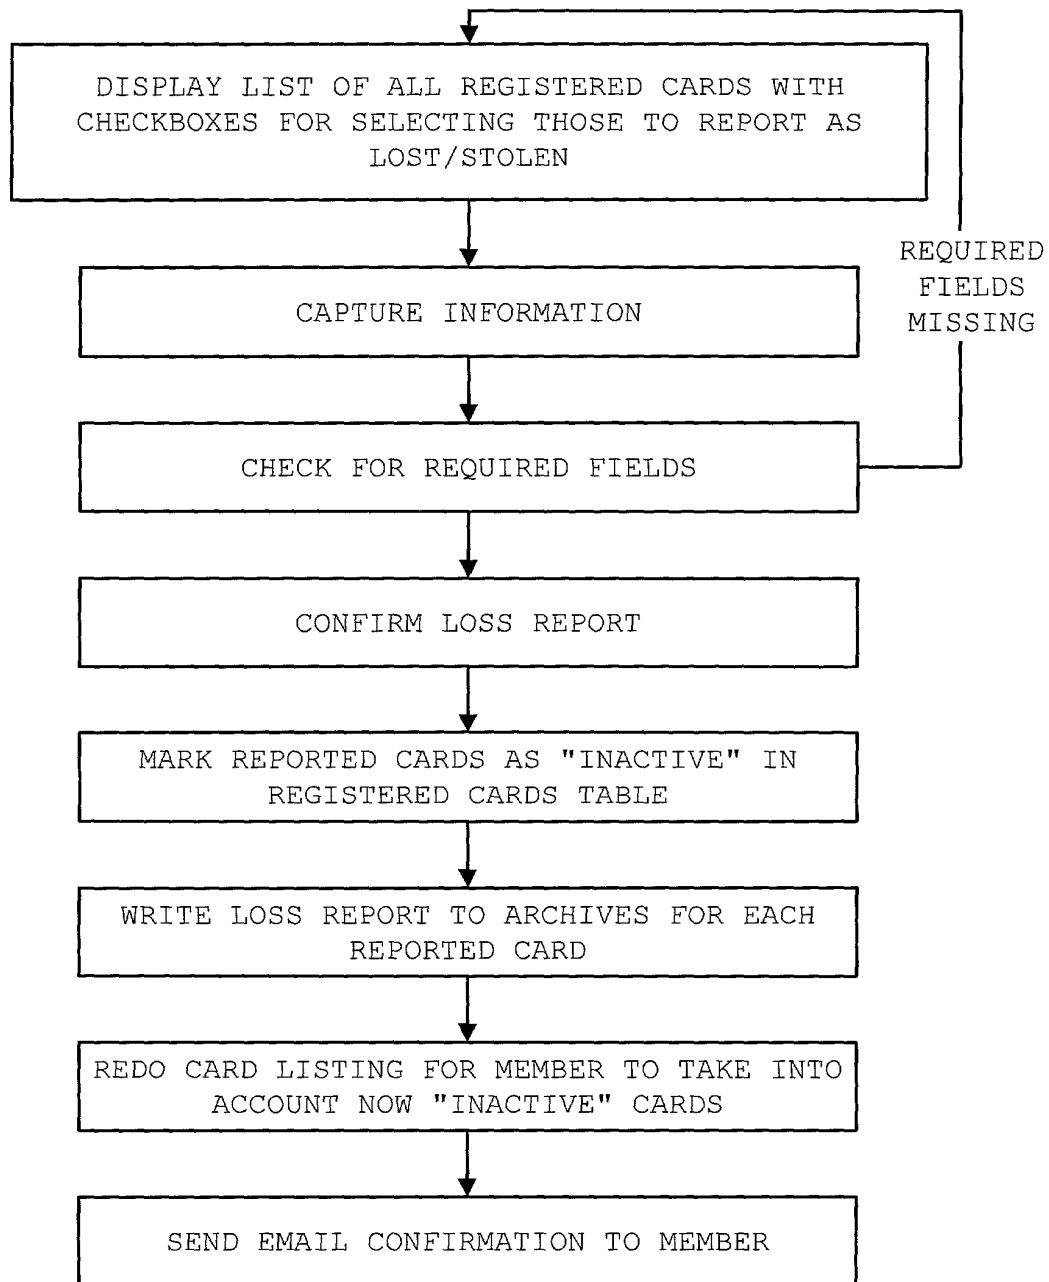 DISPLAY LIST OF ALL REGISTERED CARDS WITH
CHECKBOXES FOR SELECTING THOSE TO REPORT AS
LOST/STOLEN
REQUIRED
FIELDS
MISSING
CAPTURE INFORMATION
CHECK FOR REQUIRED FIELDS
CONFIRM LOSS REPORT
MARK REPORTED CARDS AS "INACTIVE" IN
REGISTERED CARDS TABLE
WRITE LOSS REPORT TO ARCHIVES FOR EACH
REPORTED CARD
REDO CARD LISTING FOR MEMBER TO TAKE INTO
ACCOUNT NOW "INACTIVE" CARDS
SEND EMAIL CONFIRMATION TO MEMBER